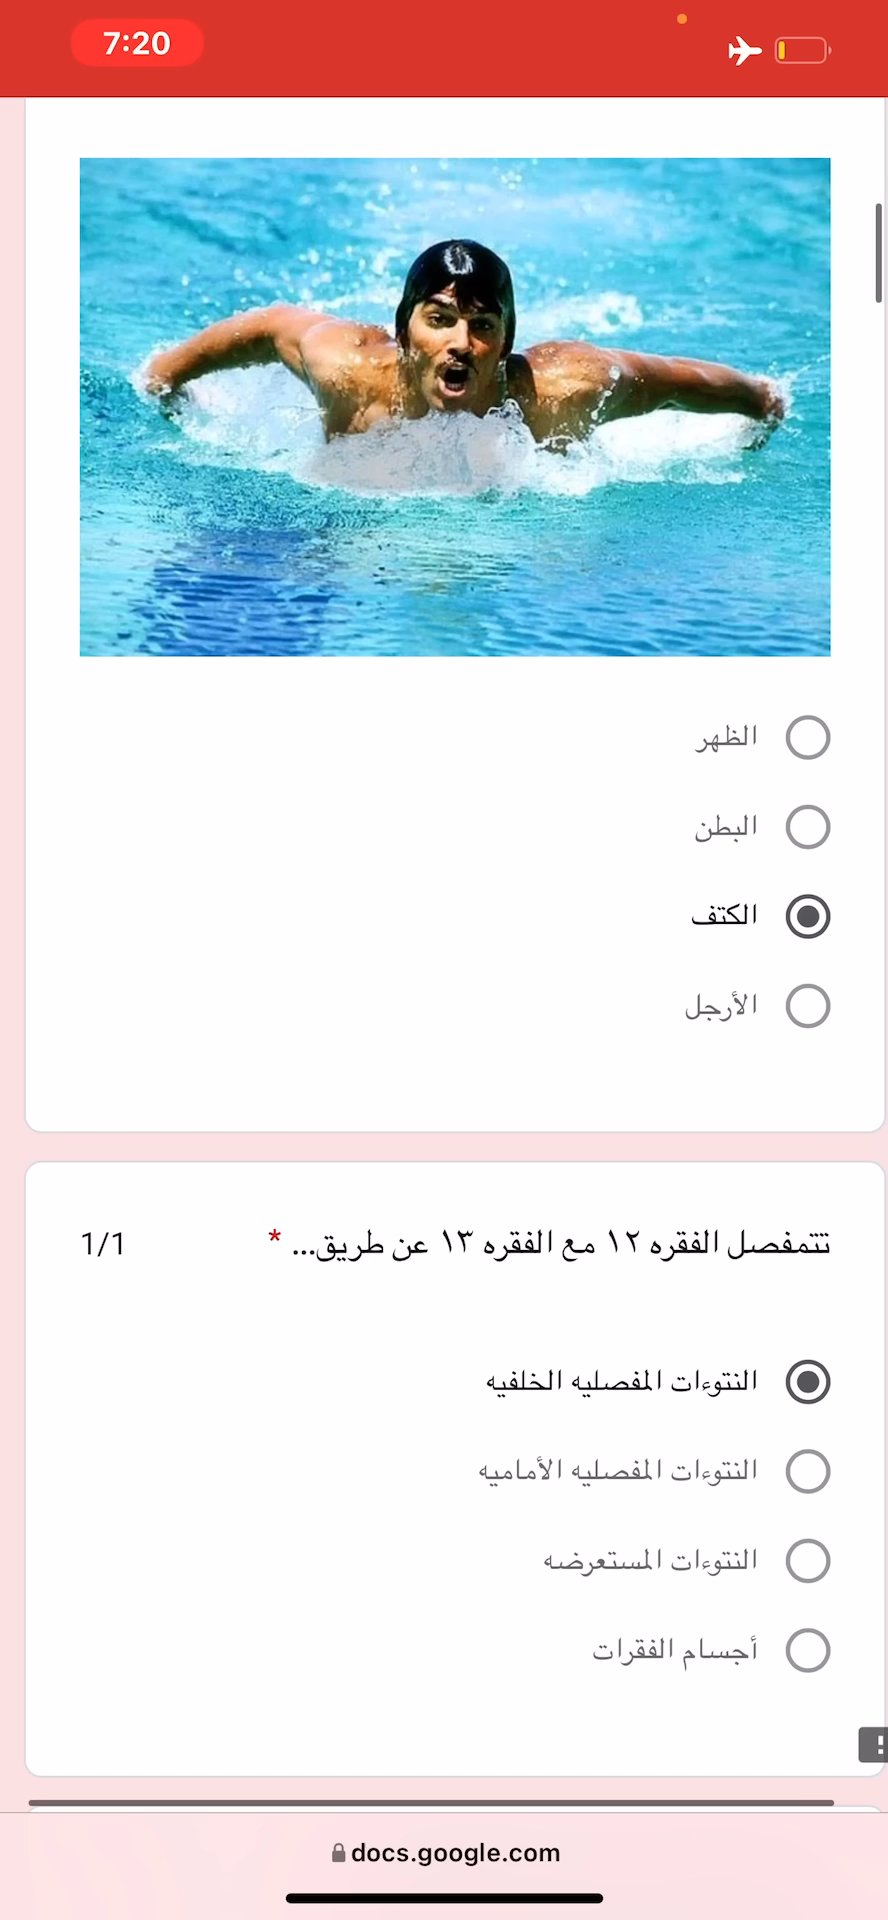 7:20
الظهر
البطن
الكتف
الأرجل
تتمفصل الفقره ١٢ مع الفقره ١٣ عن طريق... *
1/1
النتوءات المفصليه الخلفيه
النتوءات المفصليه الأماميه
النتوءات المستعرضه
أجسام الفقرات
docs.google.com